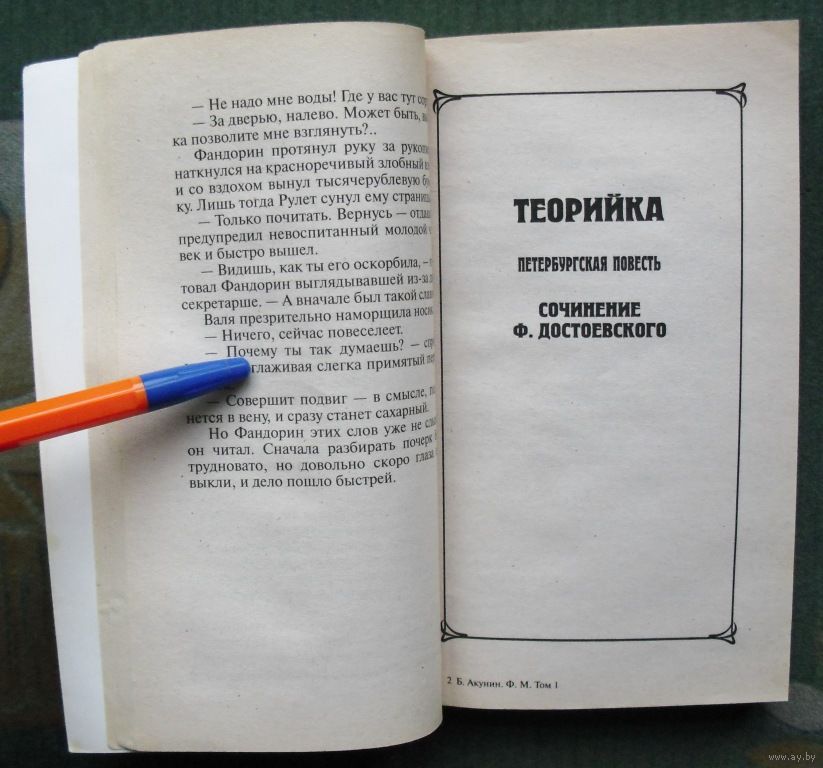 — Не надо мне воды! Где у вас тут
— За дверью, налево. Может быть,
ка позволите мне взглянуть?..
Фандорин протянул руку за
наткнулся на красноречивый злобный
и со вздохом вынул тысячерублевую
ку. Лишь тогда Рулет сунул ему
— Только почитать. Вернусь —
предупредил невоспитанный молодой
век и быстро вышел.
— Видишь, как ты его оскорбила, —
товал Фандорин выглядывавшей из-за
секретарше. — А вначале был такой
Валя презрительно наморщила
— Ничего, сейчас повеселеет.
— Почему ты так думаешь? —
глаживая слегка примятый
— Совершит подвиг — в смысле,
нется в вену, и сразу станет сахарный.
Но Фандорин этих слов уже не
он читал. Сначала разбирать почерк
трудновато, но довольно скоро глаза
выкли, и дело пошло быстрей.
ТЕОРИЙКА
ПЕТЕРБУРГСКАЯ ПОВЕСТЬ
СОЧИНЕНИЕ
Ф. ДОСТОЕВСКОГО
2 Б. Акунин. Ф. М. Том 1
www.ay.by